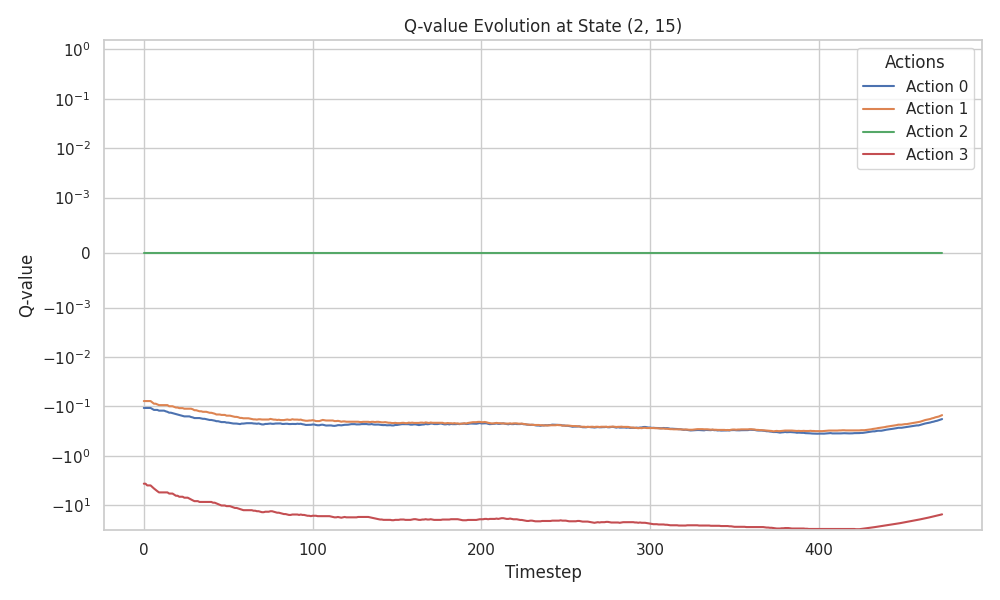 Q-value Evolution at State (2, 15)
10⁰
10⁻¹
10⁻²
10⁻³
0
−10⁻³
−10⁻²
−10⁻¹
−10⁰
−10¹
Q-value
0
100
200
300
400
Timestep
Actions
Action 0
Action 1
Action 2
Action 3